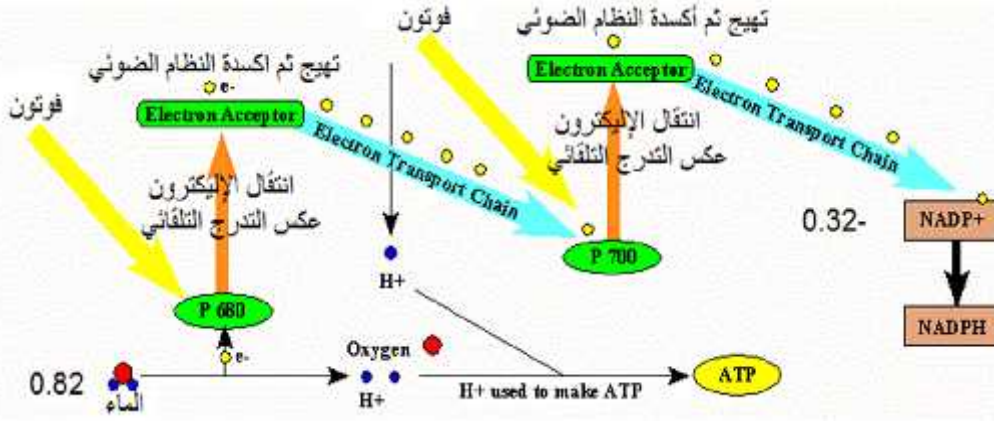 تهيج ثم اكسدة النظام الضوئي
فوتون
e-
Electron Acceptor
انتقال الإليكترون
عكس التدرج التلقائي
Electron Transport Chain
P 680
e-
0.82
الماء
Oxygen
H+
H+
H+ used to make ATP
ATP
فوتون
تهيج ثم أكسدة النظام الضوئي
Electron Acceptor
انتقال الإليكترون
عكس التدرج التلقائي
Electron Transport Chain
P 700
0.32-
NADP+
NADPH